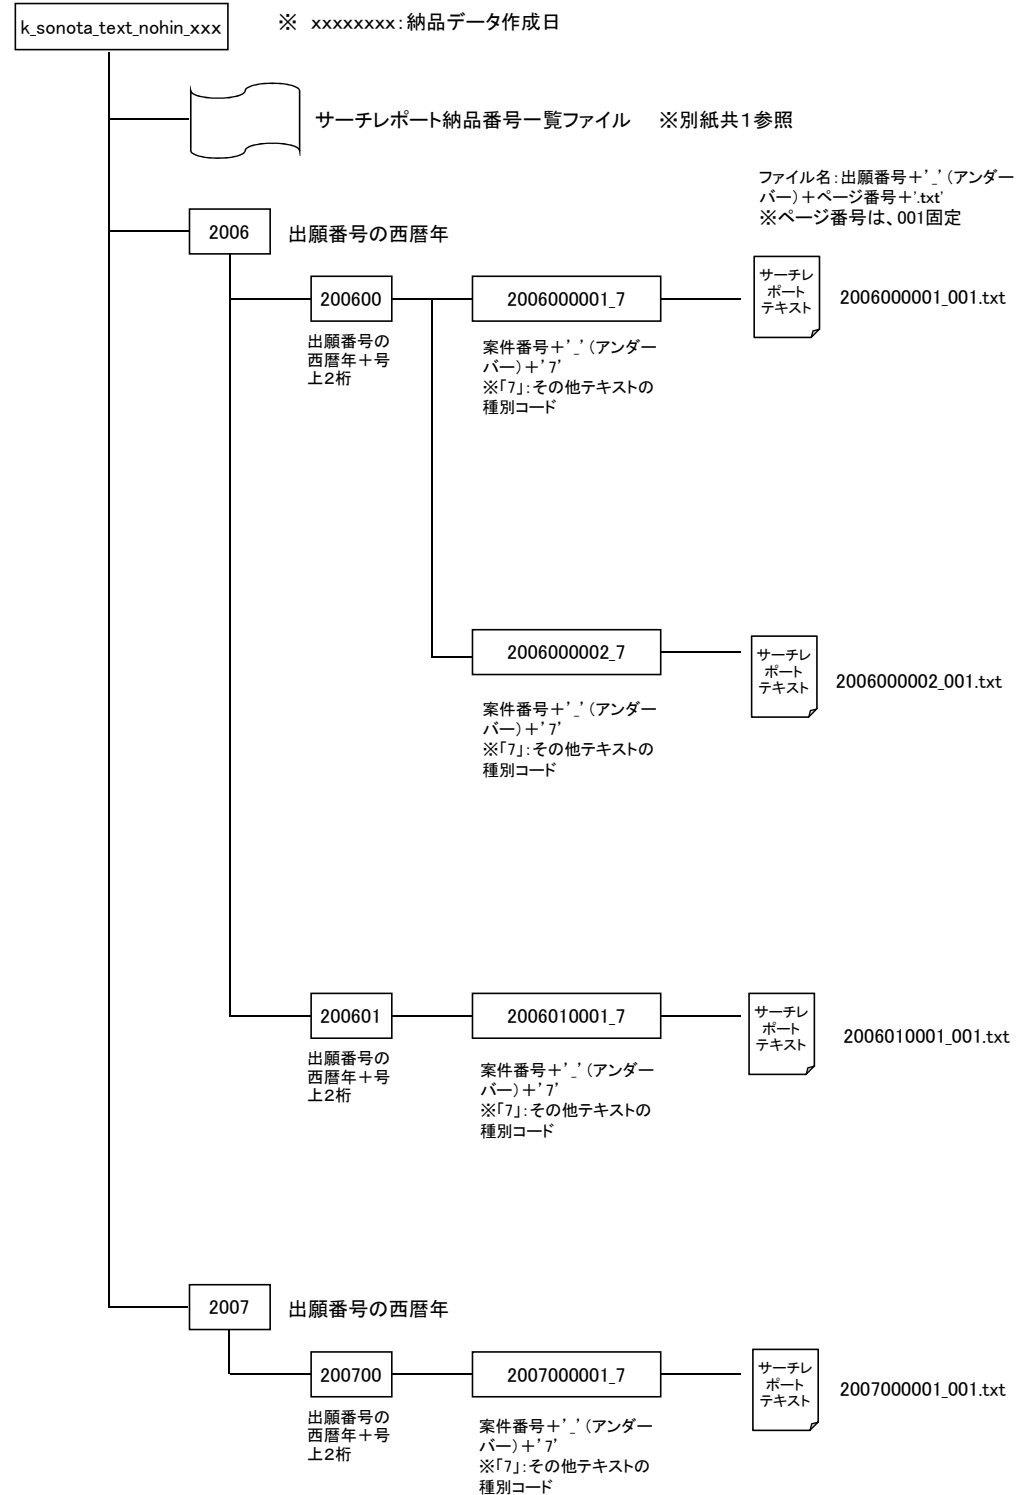 k_sonota_text_nohin_xxx
※ xxxxxxxx:納品データ作成日
サーチレポート納品番号一覧ファイル ※別紙共1参照
ファイル名:出願番号+'_'(アンダー
バー)+ページ番号+'.txt'
※ページ番号は、001固定
2006
出願番号の西暦年
200600
出願番号の
西暦年+号
上2桁
2006000001_7
案件番号+'_'(アンダー
バー)+'7'
※「7」:その他テキストの
種別コード
サーチレ
ポート
テキスト
2006000001_001.txt
2006000002_7
案件番号+'_'(アンダー
バー)+'7'
※「7」:その他テキストの
種別コード
サーチレ
ポート
テキスト
2006000002_001.txt
200601
出願番号の
西暦年+号
上2桁
2006010001_7
案件番号+'_'(アンダー
バー)+'7'
※「7」:その他テキストの
種別コード
サーチレ
ポート
テキスト
2006010001_001.txt
2007
出願番号の西暦年
200700
出願番号の
西暦年+号
上2桁
2007000001_7
案件番号+'_'(アンダー
バー)+'7'
※「7」:その他テキストの
種別コード
サーチレ
ポート
テキスト
2007000001_001.txt